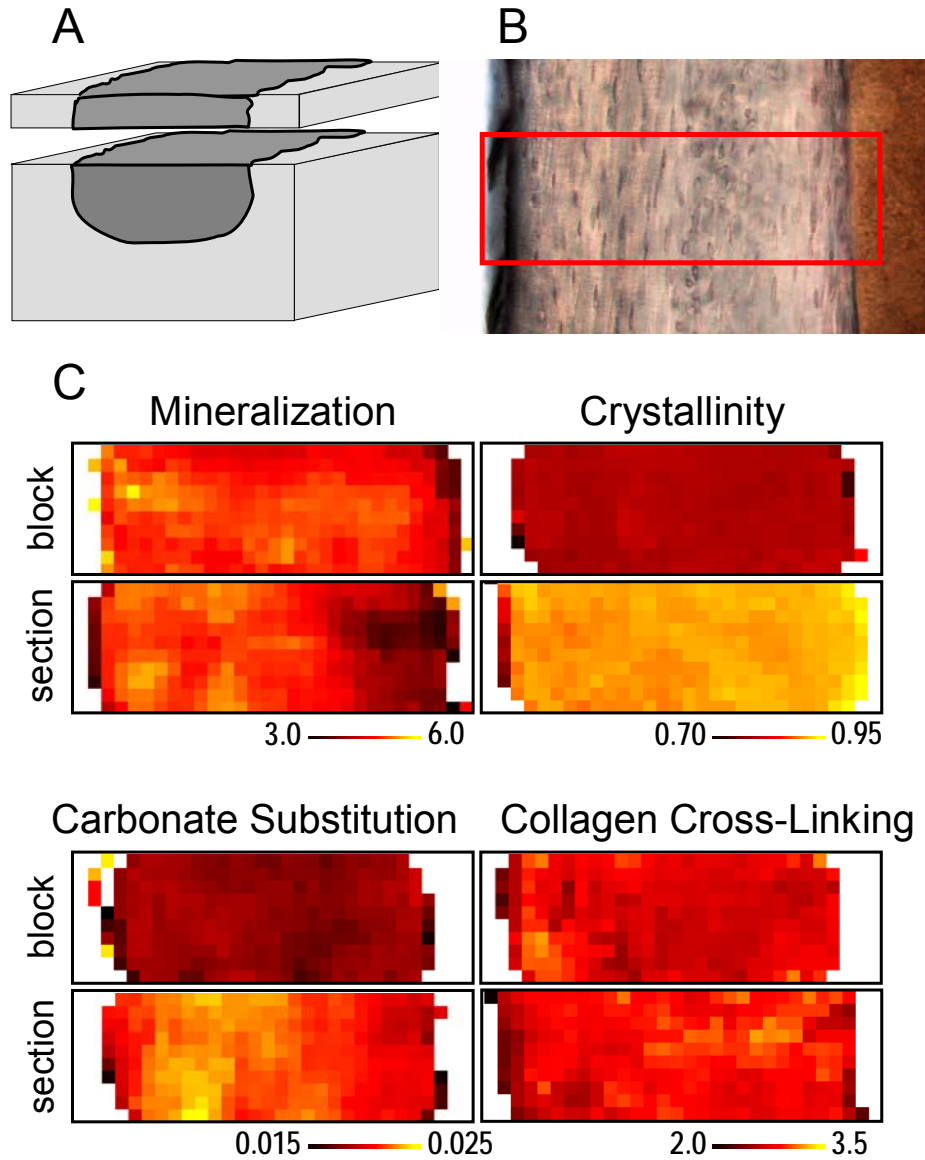 A
B
C
Mineralization
Crystallinity
block
section
3.0 6.0
0.70 0.95
Carbonate Substitution
Collagen Cross-Linking
block
section
0.015 0.025
2.0 3.5